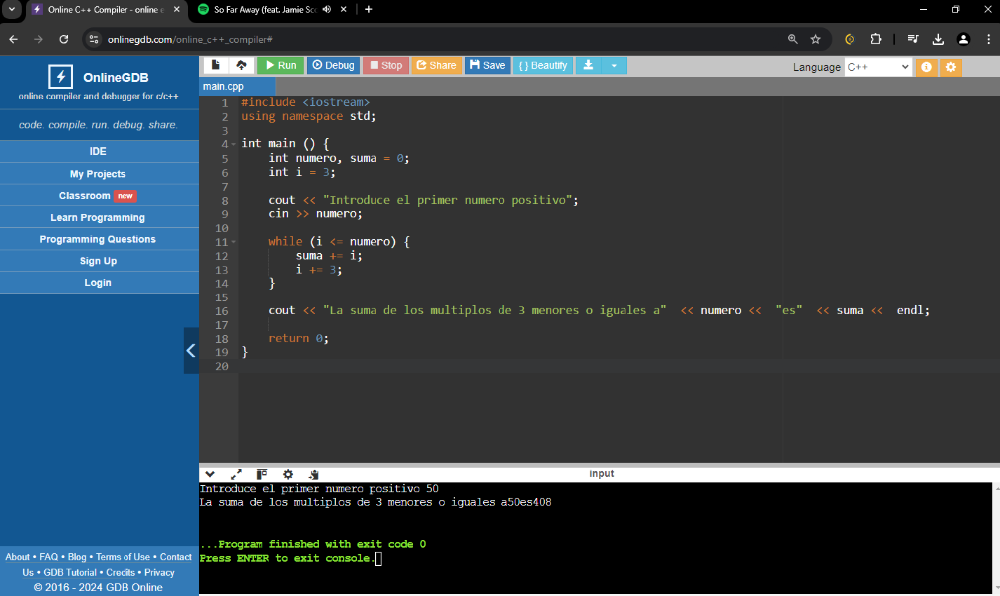 Online C++ Compiler - online e
So Far Away (feat. Jamie Sco
onlinegdb.com/online_c++_compiler#
OnlineGDB
online compiler and debugger for c/c++
code. compile. run. debug. share.
IDE
My Projects
Classroom new
Learn Programming
Programming Questions
Sign Up
Login
About • FAQ • Blog • Terms of Use • Contact
Us • GDB Tutorial • Credits • Privacy
© 2016 - 2024 GDB Online
Run Debug Stop Share Save { } Beautify Language C++
main.cpp
1 #include <iostream>
2 using namespace std;
3
4 int main () {
5 int numero, suma = 0;
6 int i = 3;
7
8 cout << "Introduce el primer numero positivo";
9 cin >> numero;
10
11 while (i <= numero) {
12 suma += i;
13 i += 3;
14 }
15
16 cout << "La suma de los multiplos de 3 menores o iguales a" << numero << "es" << suma << endl;
17
18 return 0;
19 }
20
input
Introduce el primer numero positivo 50
La suma de los multiplos de 3 menores o iguales a50es408
...Program finished with exit code 0
Press ENTER to exit console.